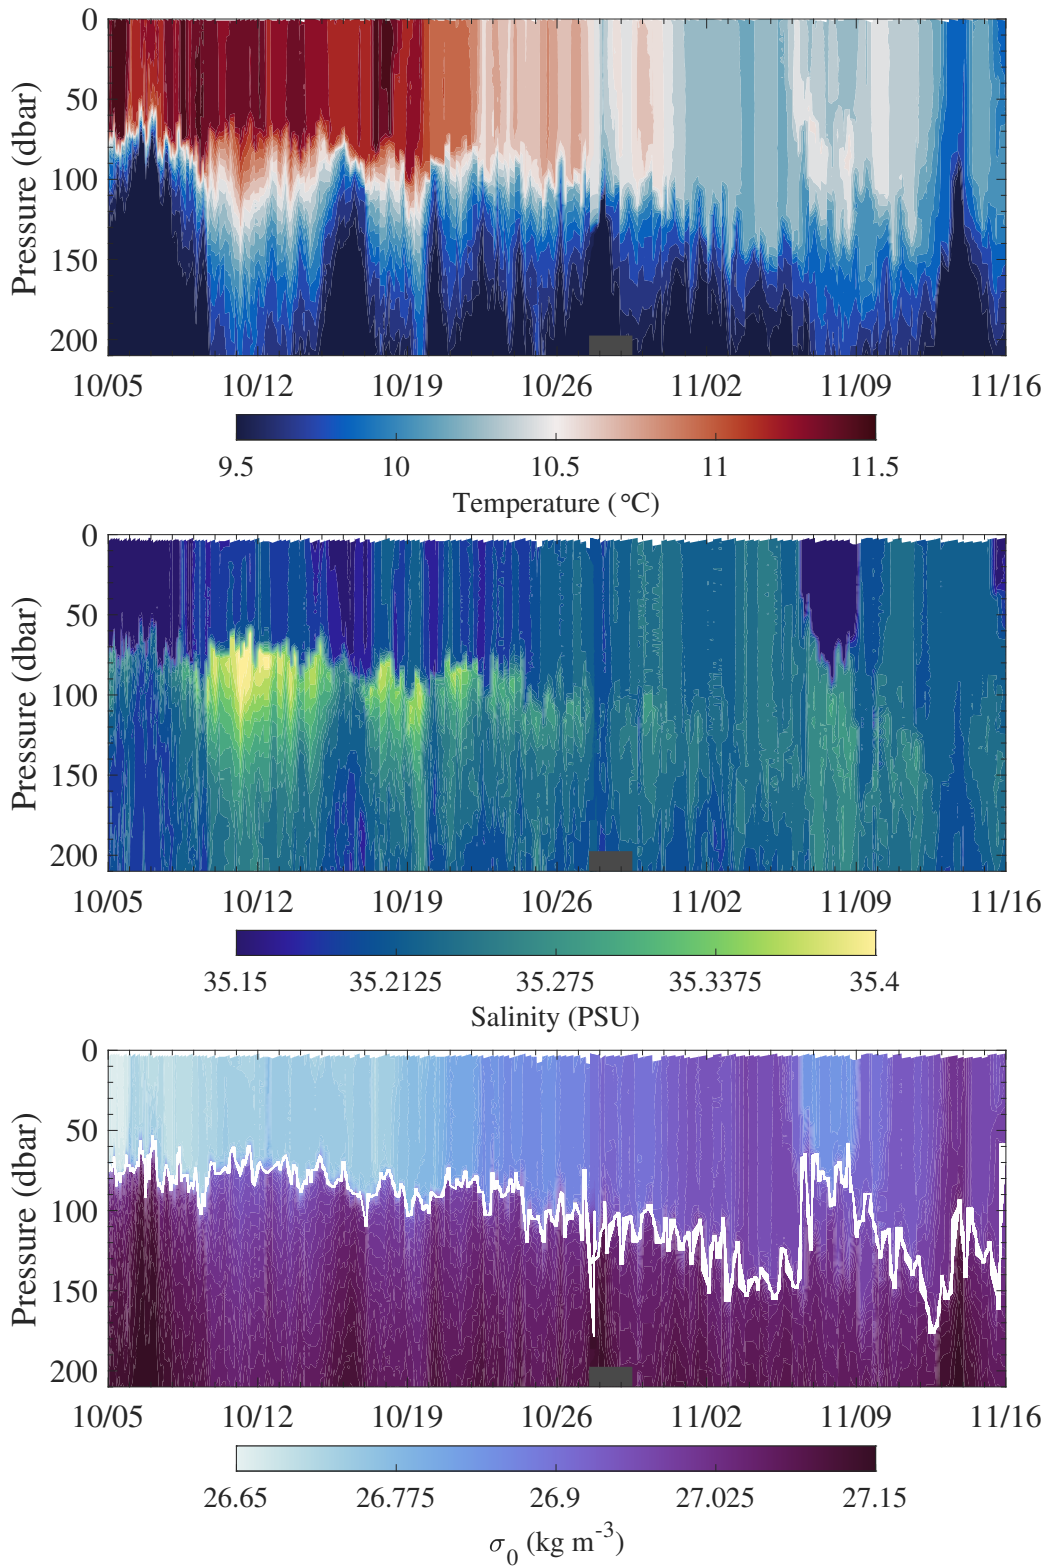 0
50
100
150
200
Pressure (dbar)
10/05 10/12 10/19 10/26 11/02 11/09 11/16
9.5 10 10.5 11 11.5
Temperature (°C)
0
50
100
150
200
Pressure (dbar)
10/05 10/12 10/19 10/26 11/02 11/09 11/16
35.15 35.2125 35.275 35.3375 35.4
Salinity (PSU)
0
50
100
150
200
Pressure (dbar)
10/05 10/12 10/19 10/26 11/02 11/09 11/16
26.65 26.775 26.9 27.025 27.15
σ₀ (kg m⁻³)